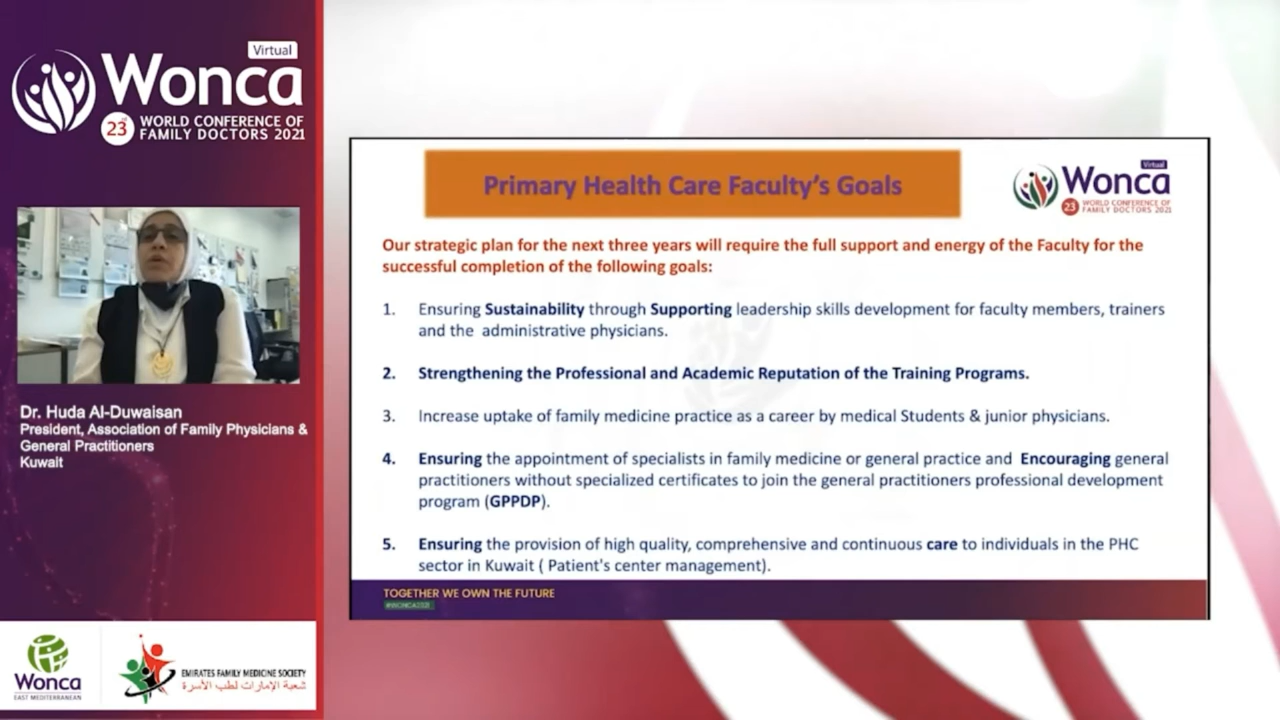 Virtual
Wonca
23rd WORLD CONFERENCE OF
FAMILY DOCTORS 2021
Dr. Huda Al-Duwaisan
President, Association of Family Physicians &
General Practitioners
Kuwait
Wonca
EAST MEDITERRANEAN
EMIRATES FAMILY MEDICINE SOCIETY
شعبة الإمارات لطب الأسرة
Primary Health Care Faculty's Goals
Virtual
Wonca
23 WORLD CONFERENCE OF
FAMILY DOCTORS 2021
Our strategic plan for the next three years will require the full support and energy of the Faculty for the
successful completion of the following goals:
1. Ensuring Sustainability through Supporting leadership skills development for faculty members, trainers
and the administrative physicians.
2. Strengthening the Professional and Academic Reputation of the Training Programs.
3. Increase uptake of family medicine practice as a career by medical Students & junior physicians.
4. Ensuring the appointment of specialists in family medicine or general practice and Encouraging general
practitioners without specialized certificates to join the general practitioners professional development
program (GPPDP).
5. Ensuring the provision of high quality, comprehensive and continuous care to individuals in the PHC
sector in Kuwait ( Patient's center management).
TOGETHER WE OWN THE FUTURE
#WONCA2021